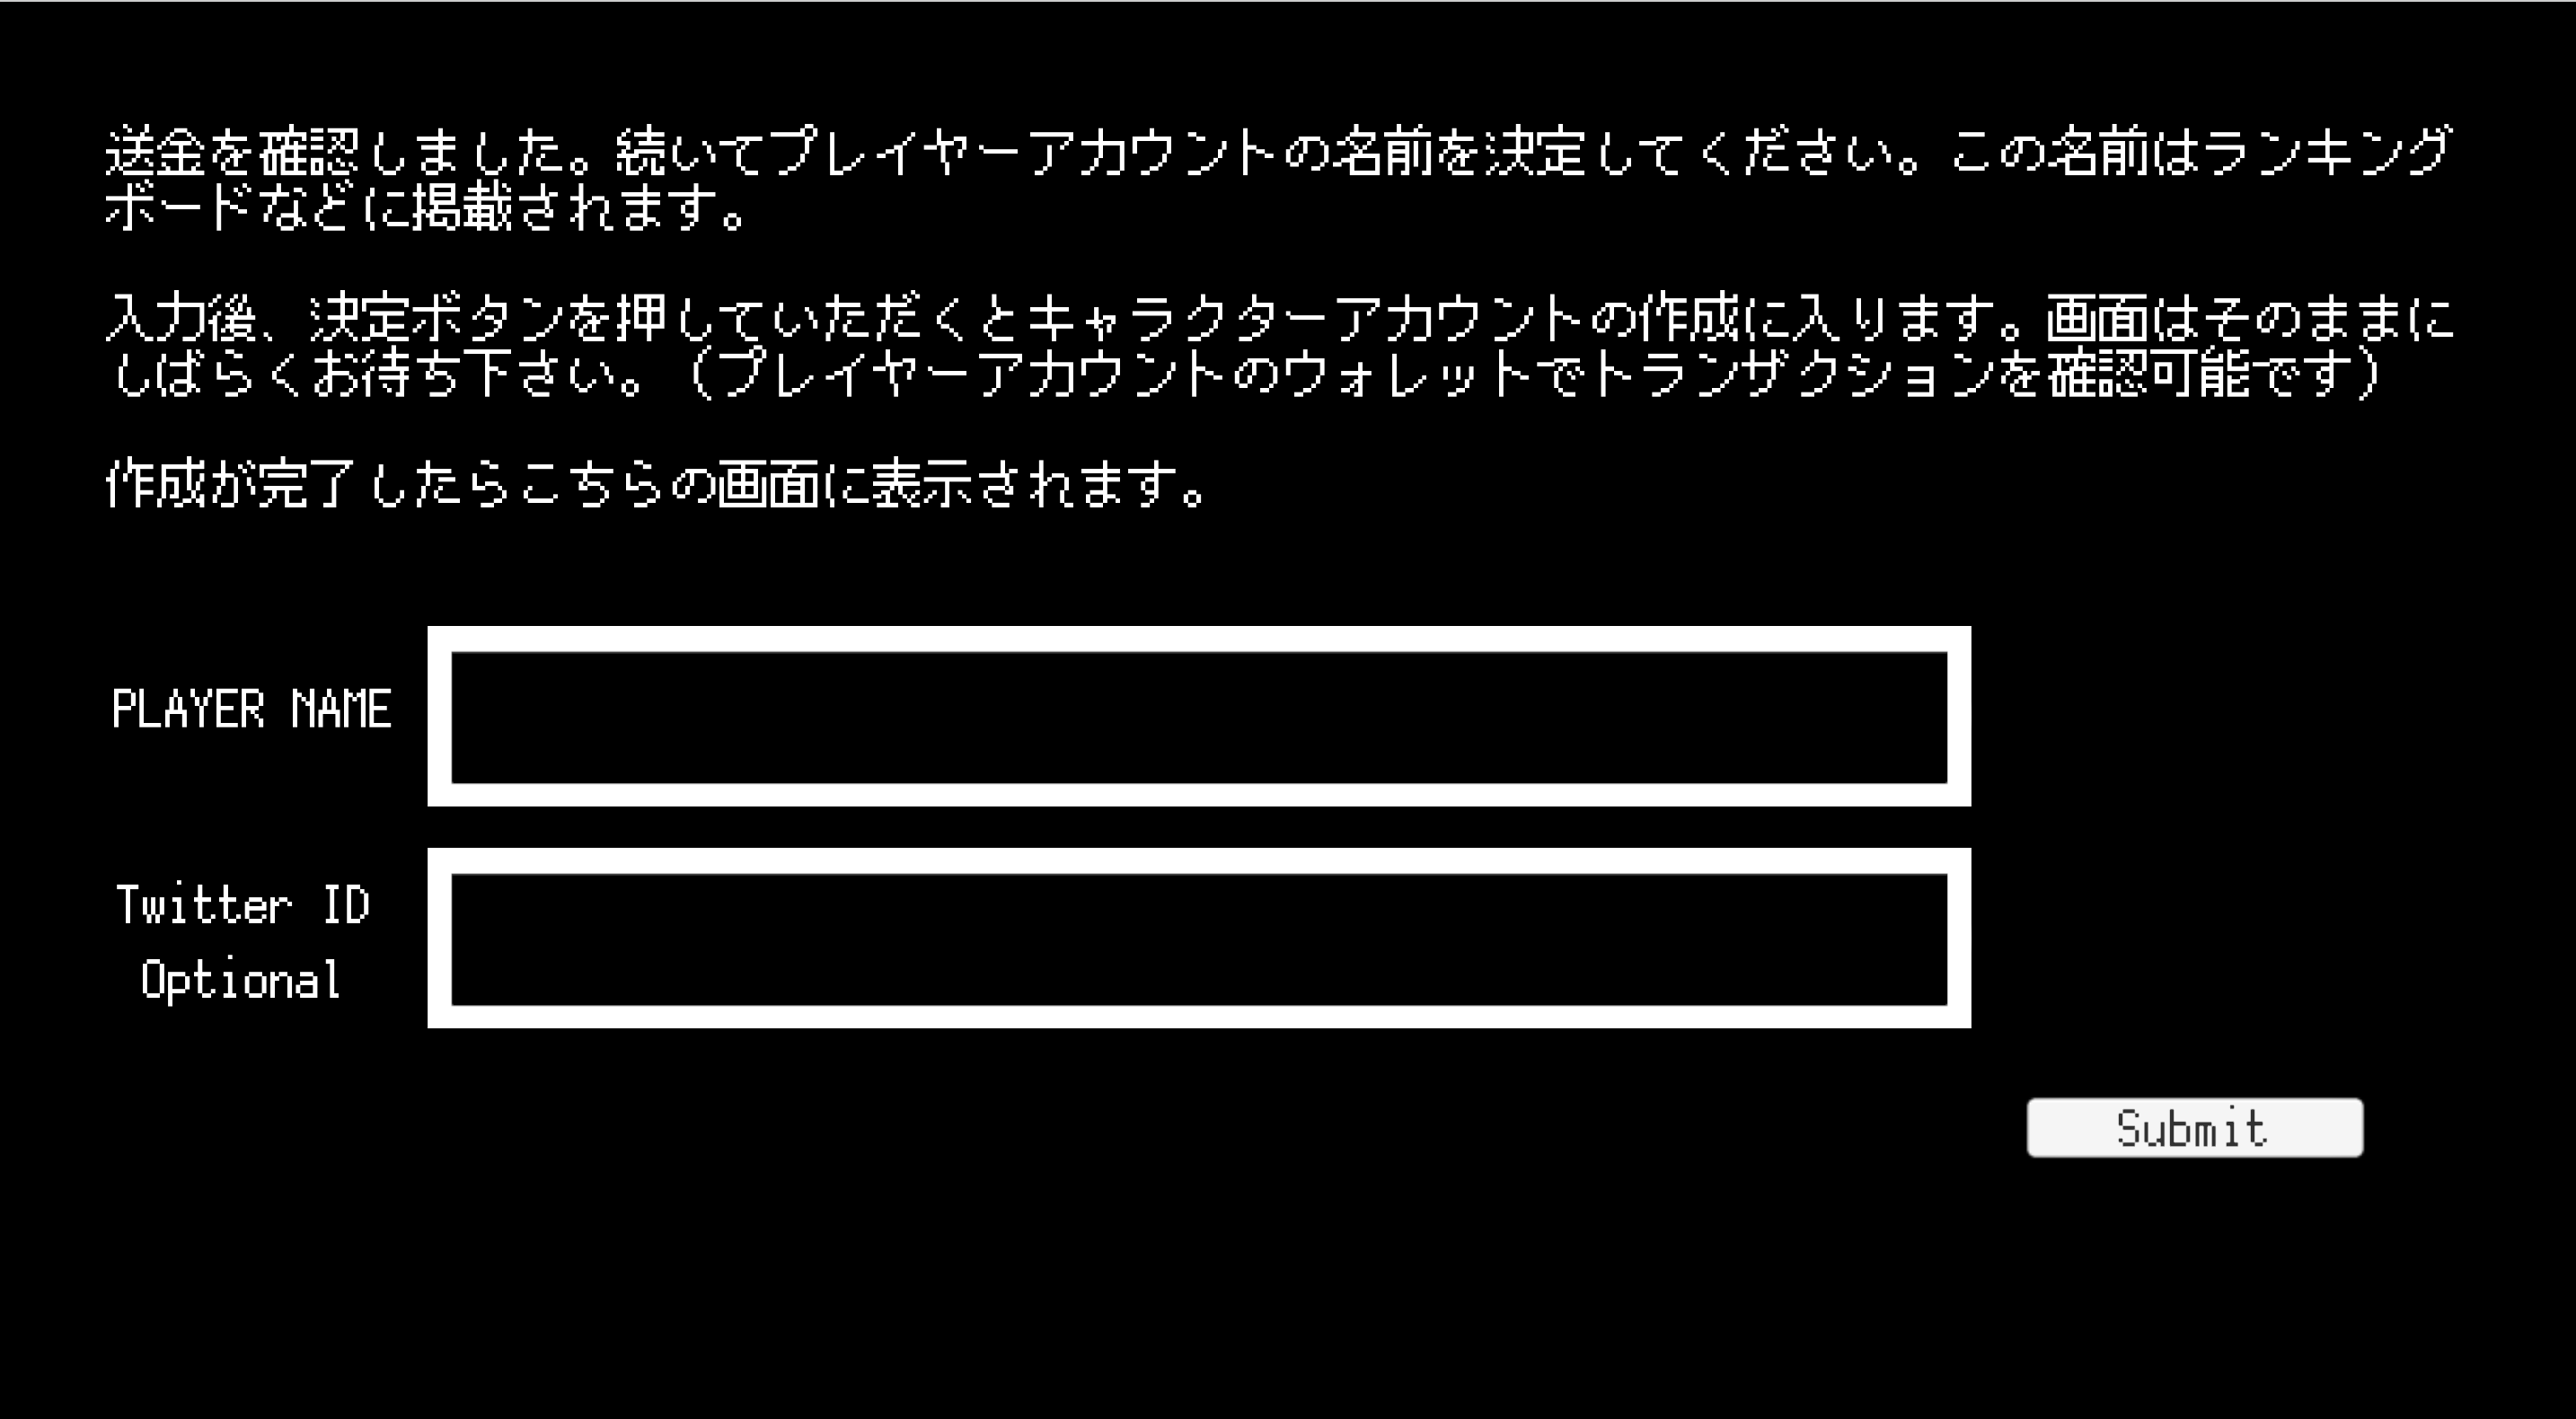 送金を確認しました。続いてプレイヤーアカウントの名前を決定してください。この名前はランキング
ボードなどに掲載されます。
入力後、決定ボタンを押していただくとキャラクターアカウントの作成に入ります。画面はそのままに
しばらくお待ち下さい。（プレイヤーアカウントのウォレットでトランザクションを確認可能です）
作成が完了したらこちらの画面に表示されます。
PLAYER NAME
Twitter ID
Optional
Submit